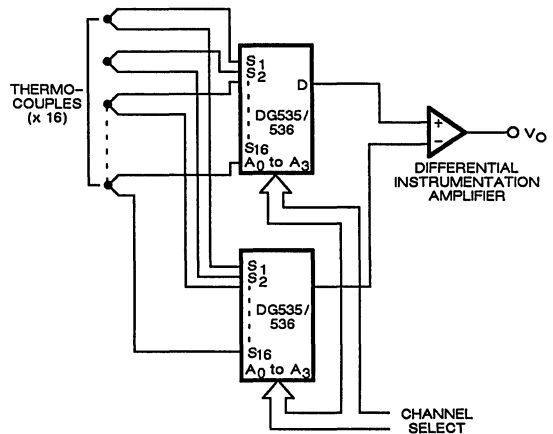 THERMO-
COUPLES
(x 16)
S1
S2
D
DG535/
536
S16
A0 to A3
+
−
VO
DIFFERENTIAL
INSTRUMENTATION
AMPLIFIER
S1
S2
DG535/
536
S16
A0 to A3
CHANNEL
SELECT